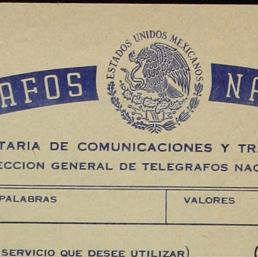 ESTADOS UNIDOS MEXICANOS
AFOS NA
TARIA DE COMUNICACIONES Y TR
ECCION GENERAL DE TELEGRAFOS NAC
PALABRAS VALORES
SERVICIO QUE DESEE UTILIZAR)